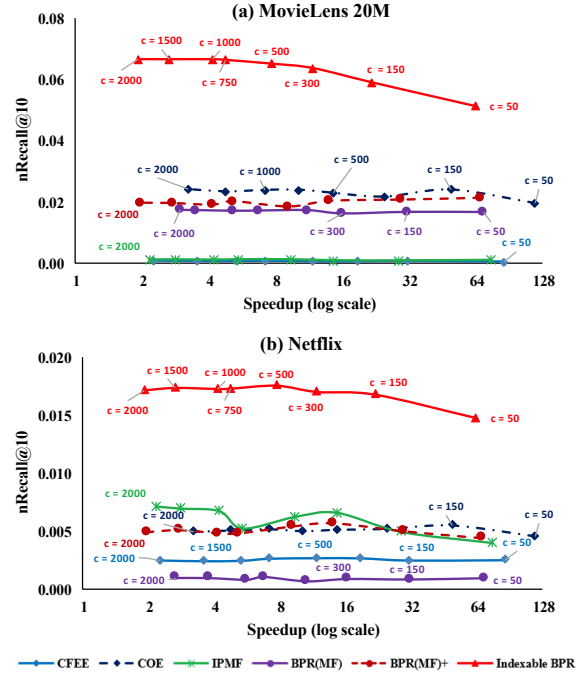 (a) MovieLens 20M
0.08
0.06
0.04
0.02
0.00
nRecall@10
c = 2000
c = 1500
c = 1000
c = 750
c = 500
c = 300
c = 150
c = 50
c = 2000
c = 1000
c = 500
c = 150
c = 50
c = 2000
c = 2000
c = 300
c = 150
c = 50
c = 2000
c = 50
1 2 4 8 16 32 64 128
Speedup (log scale)
(b) Netflix
0.020
0.015
0.010
0.005
0.000
nRecall@10
c = 2000
c = 1500
c = 1000
c = 750
c = 500
c = 300
c = 150
c = 50
c = 2000
c = 150
c = 50
c = 2000
c = 2000
c = 2000
c = 1500
c = 500
c = 150
c = 50
c = 2000
c = 300
c = 150
c = 50
1 2 4 8 16 32 64 128
Speedup (log scale)
CFEE COE IPMF BPR(MF) BPR(MF)+ Indexable BPR